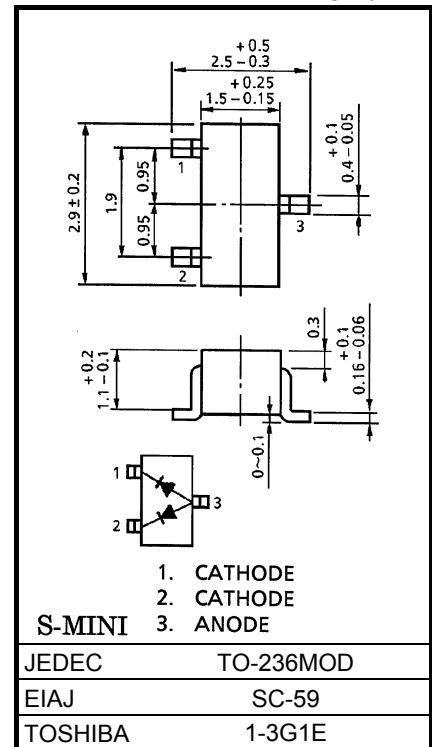 + 0.5
2.5 – 0.3
+ 0.25
1.5 – 0.15
+ 0.1
0.4 – 0.05
2.9 ± 0.2
1.9
0.95
0.95
1
2
3
+ 0.2
1.1 – 0.1
0.3
+ 0.1
0.16 – 0.06
0~0.1
1
2
3
1. CATHODE
2. CATHODE
S-MINI 3. ANODE
JEDEC TO-236MOD
EIAJ SC-59
TOSHIBA 1-3G1E